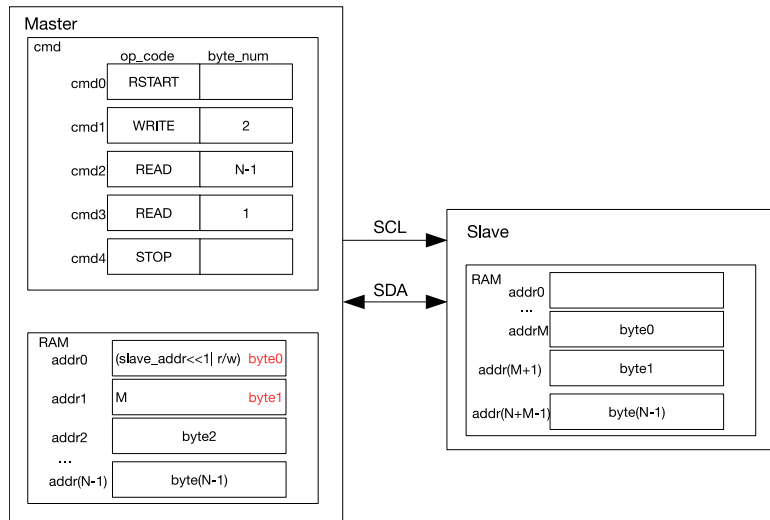 Master
cmd
op_code byte_num
cmd0 RSTART
cmd1 WRITE 2
cmd2 READ N-1
cmd3 READ 1
cmd4 STOP
RAM
addr0 (slave_addr<<1| r/w) byte0
addr1 M byte1
addr2 byte2
...
addr(N-1) byte(N-1)
SCL
SDA
Slave
RAM
addr0
...
addrM byte0
addr(M+1) byte1
addr(N+M-1) byte(N-1)